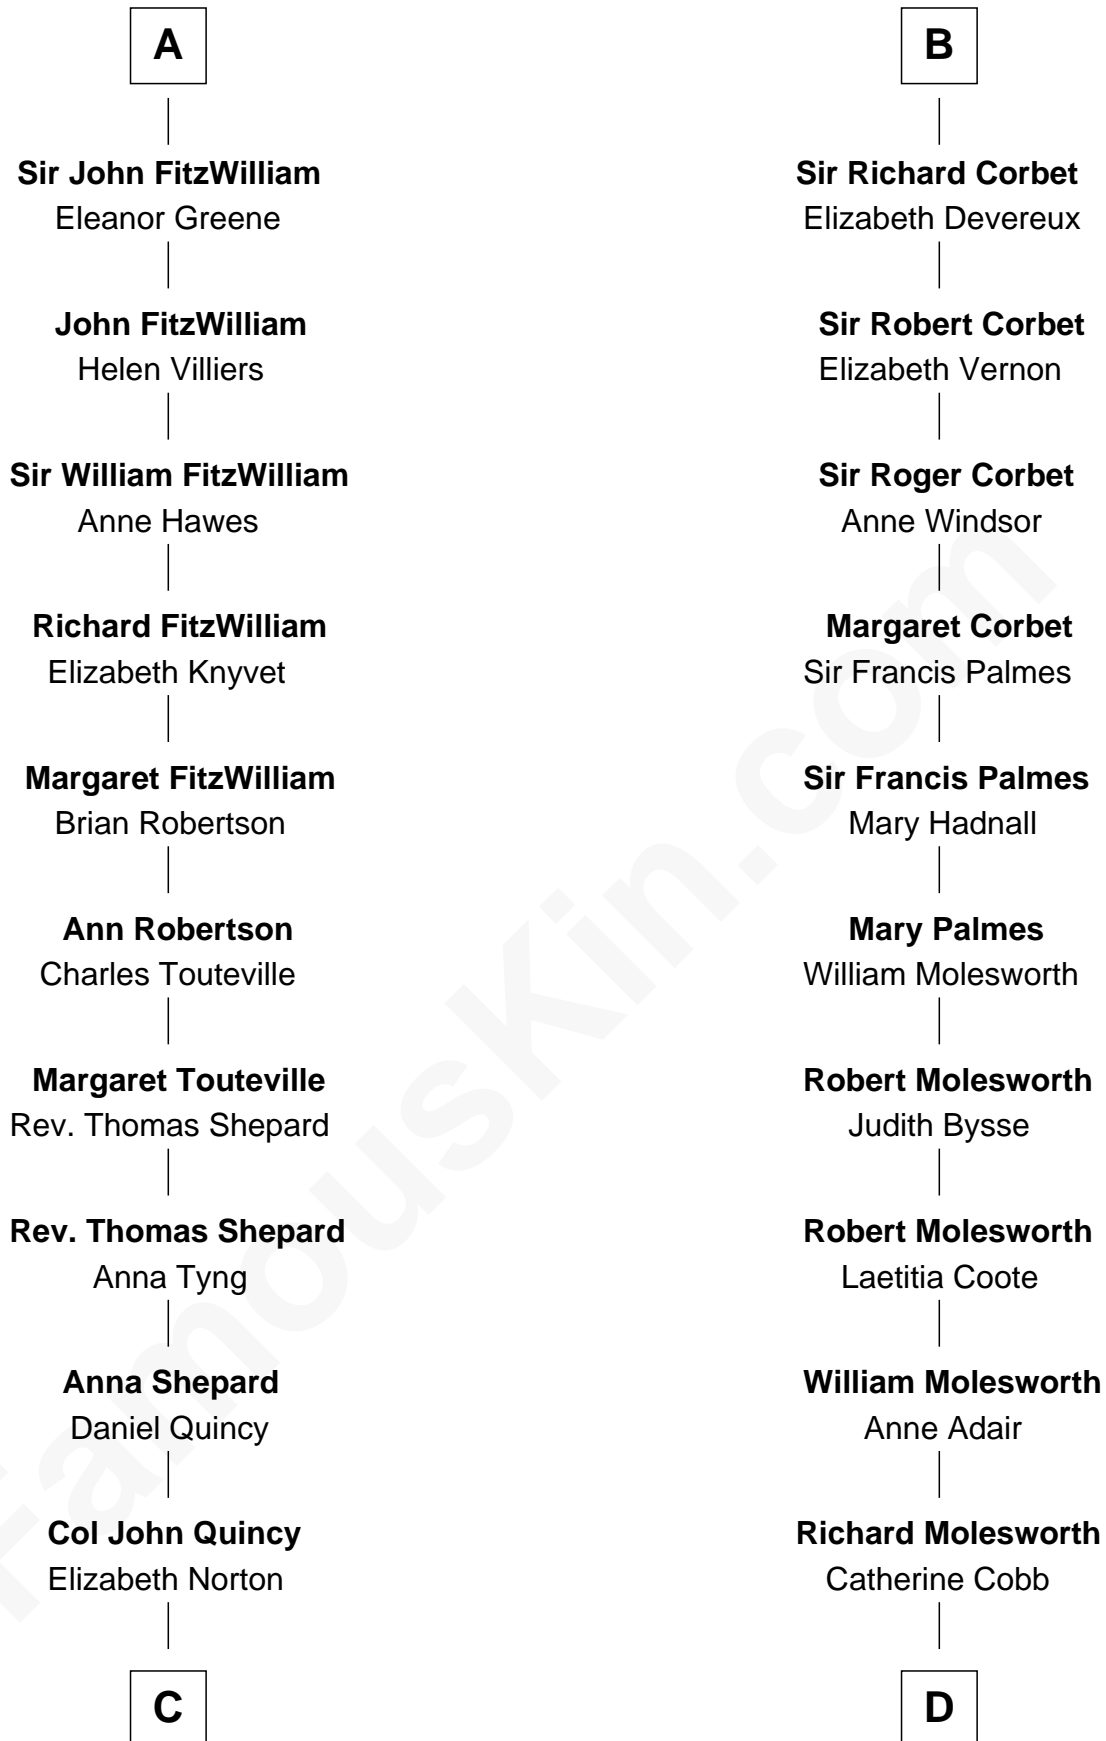 A
Sir John FitzWilliam
Eleanor Greene
John FitzWilliam
Helen Villiers
Sir William FitzWilliam
Anne Hawes
Richard FitzWilliam
Elizabeth Knyvet
Margaret FitzWilliam
Brian Robertson
Ann Robertson
Charles Touteville
Margaret Touteville
Rev. Thomas Shepard
Rev. Thomas Shepard
Anna Tyng
Anna Shepard
Daniel Quincy
Col John Quincy
Elizabeth Norton
C
B
Sir Richard Corbet
Elizabeth Devereux
Sir Robert Corbet
Elizabeth Vernon
Sir Roger Corbet
Anne Windsor
Margaret Corbet
Sir Francis Palmes
Sir Francis Palmes
Mary Hadnall
Mary Palmes
William Molesworth
Robert Molesworth
Judith Bysse
Robert Molesworth
Laetitia Coote
William Molesworth
Anne Adair
Richard Molesworth
Catherine Cobb
D
FamousKin.com